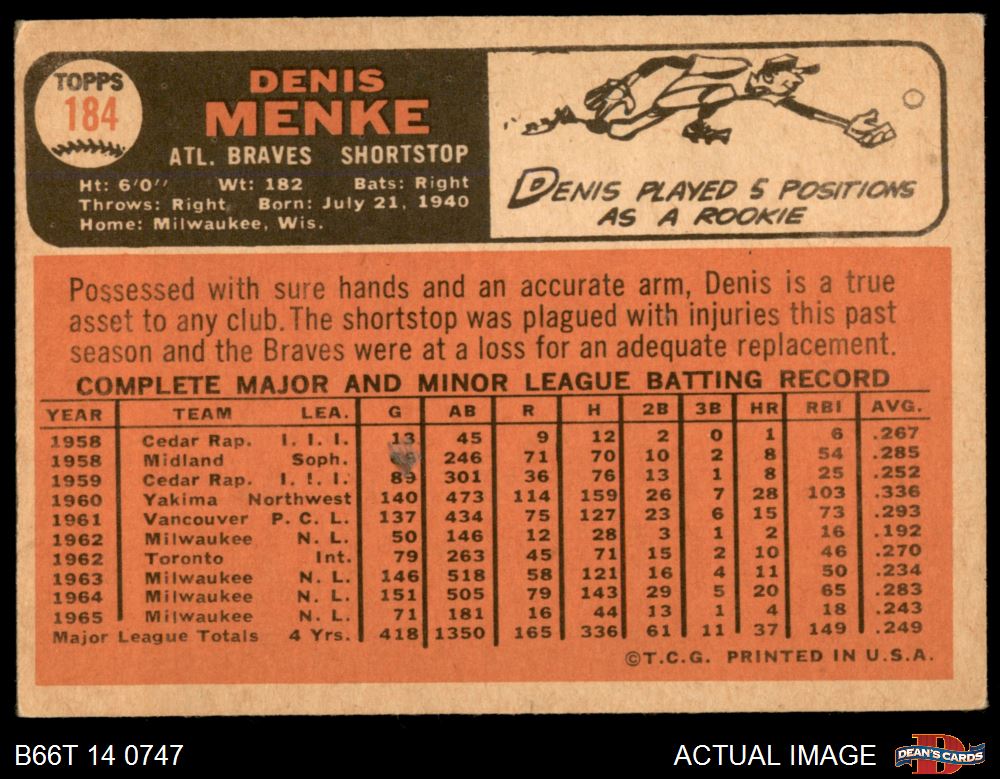 TOPPS
184
DENIS
MENKE
ATL. BRAVES SHORTSTOP
Ht: 6'0" Wt: 182 Bats: Right
Throws: Right Born: July 21, 1940
Home: Milwaukee, Wis.
DENIS PLAYED 5 POSITIONS
AS A ROOKIE
Possessed with sure hands and an accurate arm, Denis is a true
asset to any club. The shortstop was plagued with injuries this past
season and the Braves were at a loss for an adequate replacement.
COMPLETE MAJOR AND MINOR LEAGUE BATTING RECORD
YEAR TEAM LEA. G AB R H 2B 3B HR RBI AVG.
1958 Cedar Rap. I. I. I. 13 45 9 12 2 0 1 6 .267
1958 Midland Soph. 246 71 70 10 2 8 54 .285
1959 Cedar Rap. I. I. I. 89 301 36 76 13 1 8 25 .252
1960 Yakima Northwest 140 473 114 159 26 7 28 103 .336
1961 Vancouver P. C. L. 137 434 75 127 23 6 15 73 .293
1962 Milwaukee N. L. 50 146 12 28 3 1 2 16 .192
1962 Toronto Int. 79 263 45 71 15 2 10 46 .270
1963 Milwaukee N. L. 146 518 58 121 16 4 11 50 .234
1964 Milwaukee N. L. 151 505 79 143 29 5 20 65 .283
1965 Milwaukee N. L. 71 181 16 44 13 1 4 18 .243
Major League Totals 4 Yrs. 418 1350 165 336 61 11 37 149 .249
©T.C.G. PRINTED IN U.S.A.
B66T 14 0747 ACTUAL IMAGE DEAN'S CARDS